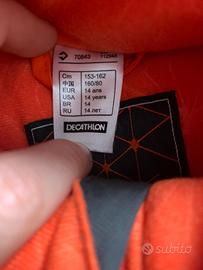 70843 112948
Cm 153-162
中国 160/80
EUR 14 ans
USA 14 years
BR 14
RU 14 лет
DECATHLON
subito